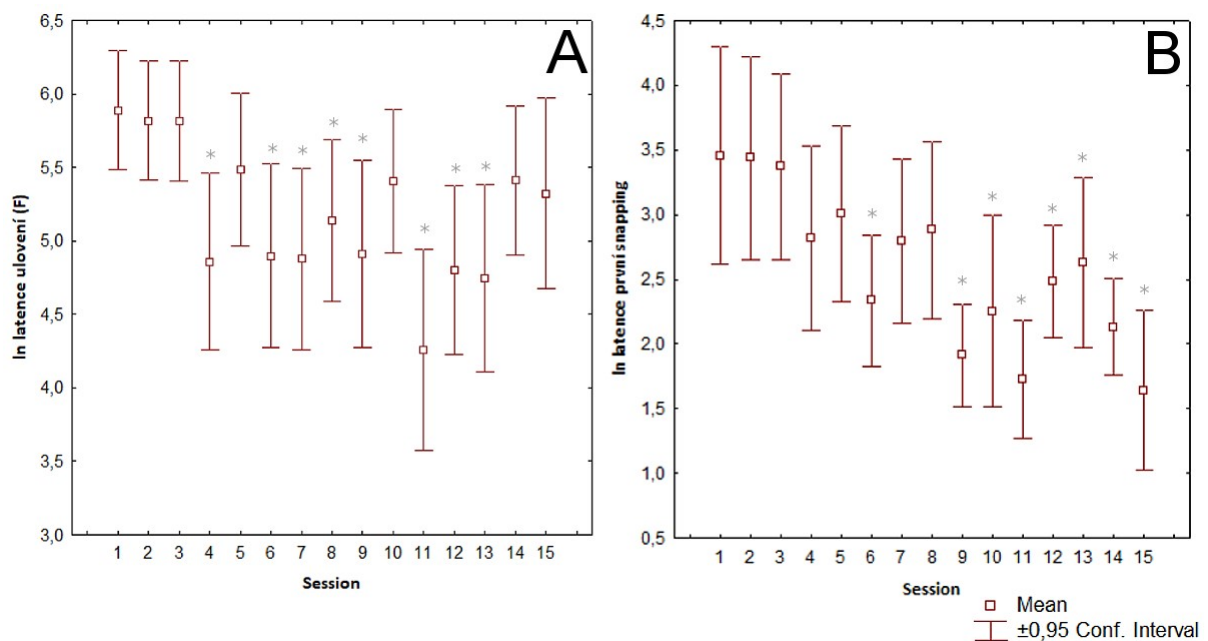 A
6,5
6,0
5,5
5,0
4,5
4,0
3,5
3,0
ln latence ulovení (F)
* * * * * * * *
1 2 3 4 5 6 7 8 9 10 11 12 13 14 15
Session
B
4,5
4,0
3,5
3,0
2,5
2,0
1,5
1,0
0,5
ln latence první snapping
* * * * * * * *
1 2 3 4 5 6 7 8 9 10 11 12 13 14 15
Session
Mean
±0,95 Conf. Interval